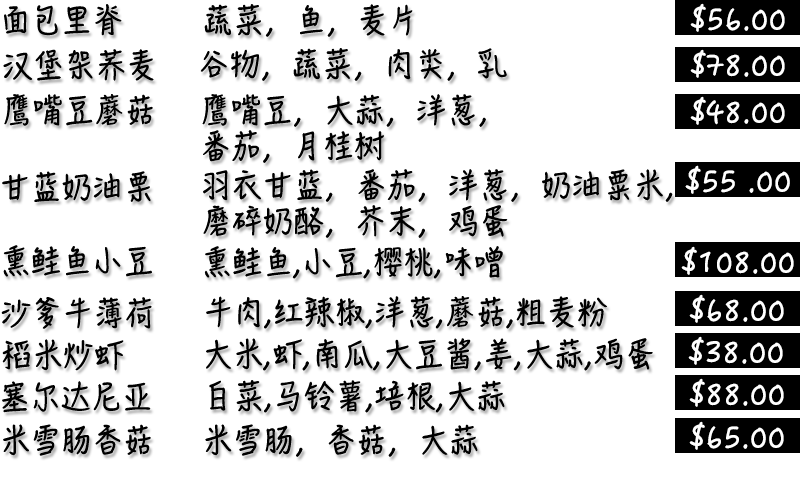 面包里脊 蔬菜, 鱼, 麦片 $56.00
汉堡架荞麦 谷物, 蔬菜, 肉类, 乳 $78.00
鹰嘴豆蘑菇 鹰嘴豆, 大蒜, 洋葱, $48.00
番茄, 月桂树
甘蓝奶油栗 羽衣甘蓝, 番茄, 洋葱, 奶油粟米, $55 .00
磨碎奶酪, 芥末, 鸡蛋
熏鲑鱼小豆 熏鲑鱼,小豆,樱桃,味噌 $108.00
沙爹牛薄荷 牛肉,红辣椒,洋葱,蘑菇,粗麦粉 $68.00
稻米炒虾 大米,虾,南瓜,大豆酱,姜,大蒜,鸡蛋 $38.00
塞尔达尼亚 白菜,马铃薯,培根,大蒜 $88.00
米雪肠香菇 米雪肠, 香菇, 大蒜 $65.00